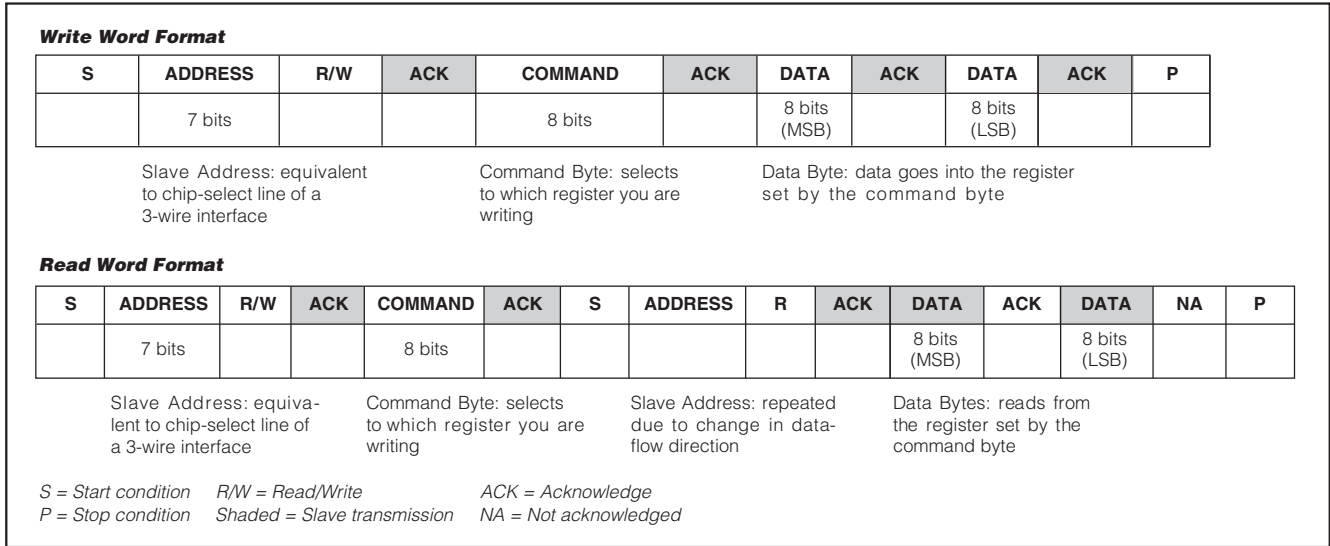 Write Word Format
S ADDRESS R/W ACK COMMAND ACK DATA ACK DATA ACK P
7 bits 8 bits 8 bits (MSB) 8 bits (LSB)
Slave Address: equivalent
to chip-select line of a
3-wire interface
Command Byte: selects
to which register you are
writing
Data Byte: data goes into the register
set by the command byte
Read Word Format
S ADDRESS R/W ACK COMMAND ACK S ADDRESS R ACK DATA ACK DATA NA P
7 bits 8 bits 8 bits (MSB) 8 bits (LSB)
Slave Address: equiva-
lent to chip-select line of
a 3-wire interface
Command Byte: selects
to which register you are
writing
Slave Address: repeated
due to change in data-
flow direction
Data Bytes: reads from
the register set by the
command byte
S = Start condition R/W = Read/Write ACK = Acknowledge
P = Stop condition Shaded = Slave transmission NA = Not acknowledged